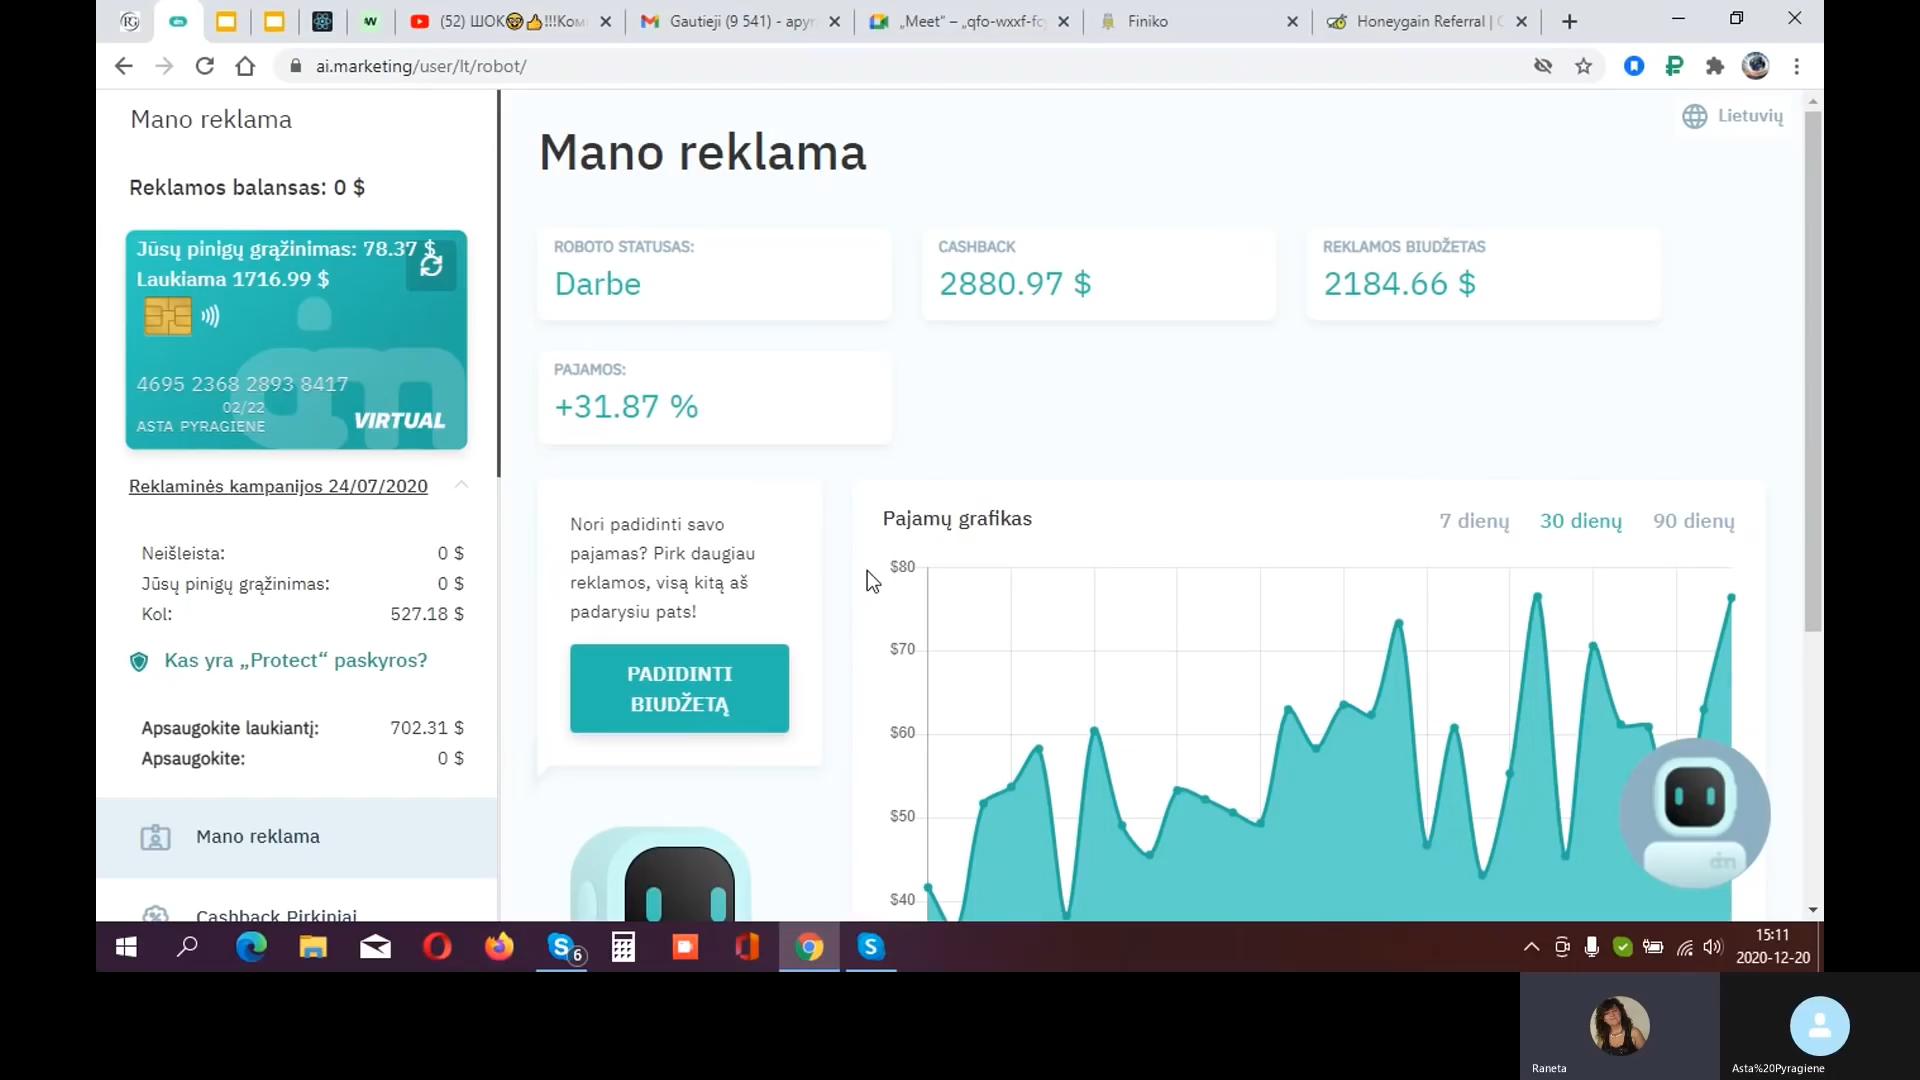 (52) ШОК🤓👍!!!Ком
Gautieji (9 541) - apyr
„Meet“ – „qfo-wxxf-fc
Finiko
Honeygain Referral |
ai.marketing/user/lt/robot/
Mano reklama
Reklamos balansas: 0 $
Jūsų pinigų grąžinimas: 78.37 $
Laukiama 1716.99 $
4695 2368 2893 8417
02/22
ASTA PYRAGIENE
VIRTUAL
Reklaminės kampanijos 24/07/2020
Neišleista: 0 $
Jūsų pinigų grąžinimas: 0 $
Kol: 527.18 $
Kas yra „Protect“ paskyros?
Apsaugokite laukiantį: 702.31 $
Apsaugokite: 0 $
Mano reklama
Cashback Pirkiniai
Lietuvių
Mano reklama
ROBOTO STATUSAS:
Darbe
CASHBACK
2880.97 $
REKLAMOS BIUDŽETAS
2184.66 $
PAJAMOS:
+31.87 %
Nori padidinti savo
pajamas? Pirk daugiau
reklamos, visą kitą aš
padarysiu pats!
PADIDINTI
BIUDŽETĄ
Pajamų grafikas
7 dienų 30 dienų 90 dienų
$80
$70
$60
$50
$40
6
15:11
2020-12-20
Raneta
Asta%20Pyragiene